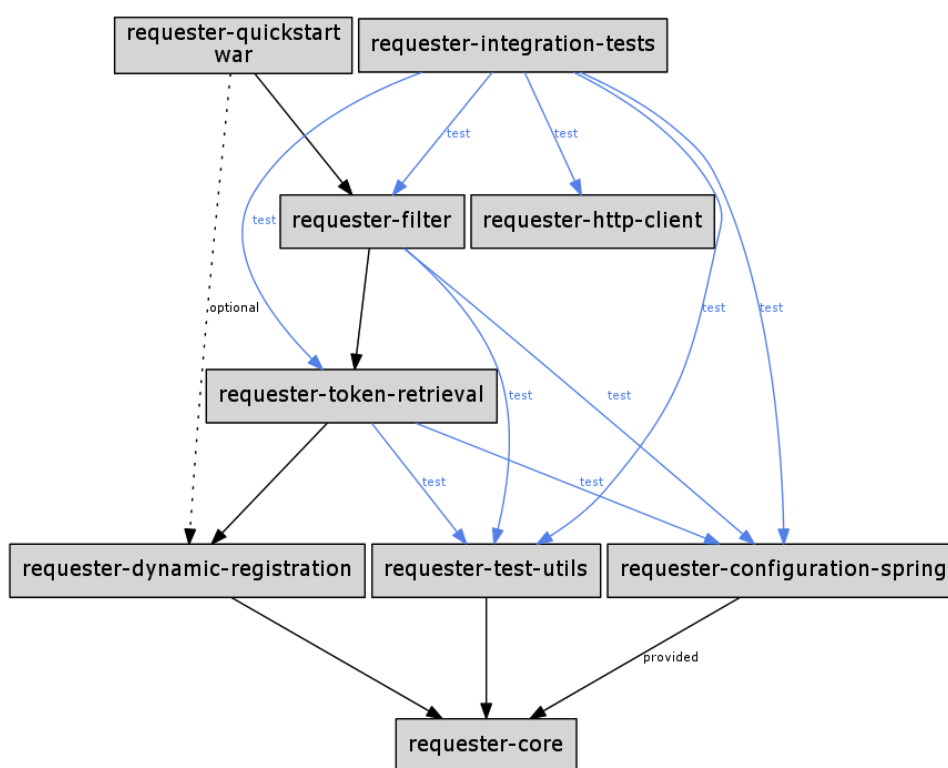 requester-quickstart
war
requester-integration-tests
test
test
requester-filter
requester-http-client
test
optional
test
test
requester-token-retrieval
test
test
test
test
requester-dynamic-registration
requester-test-utils
requester-configuration-spring
provided
requester-core